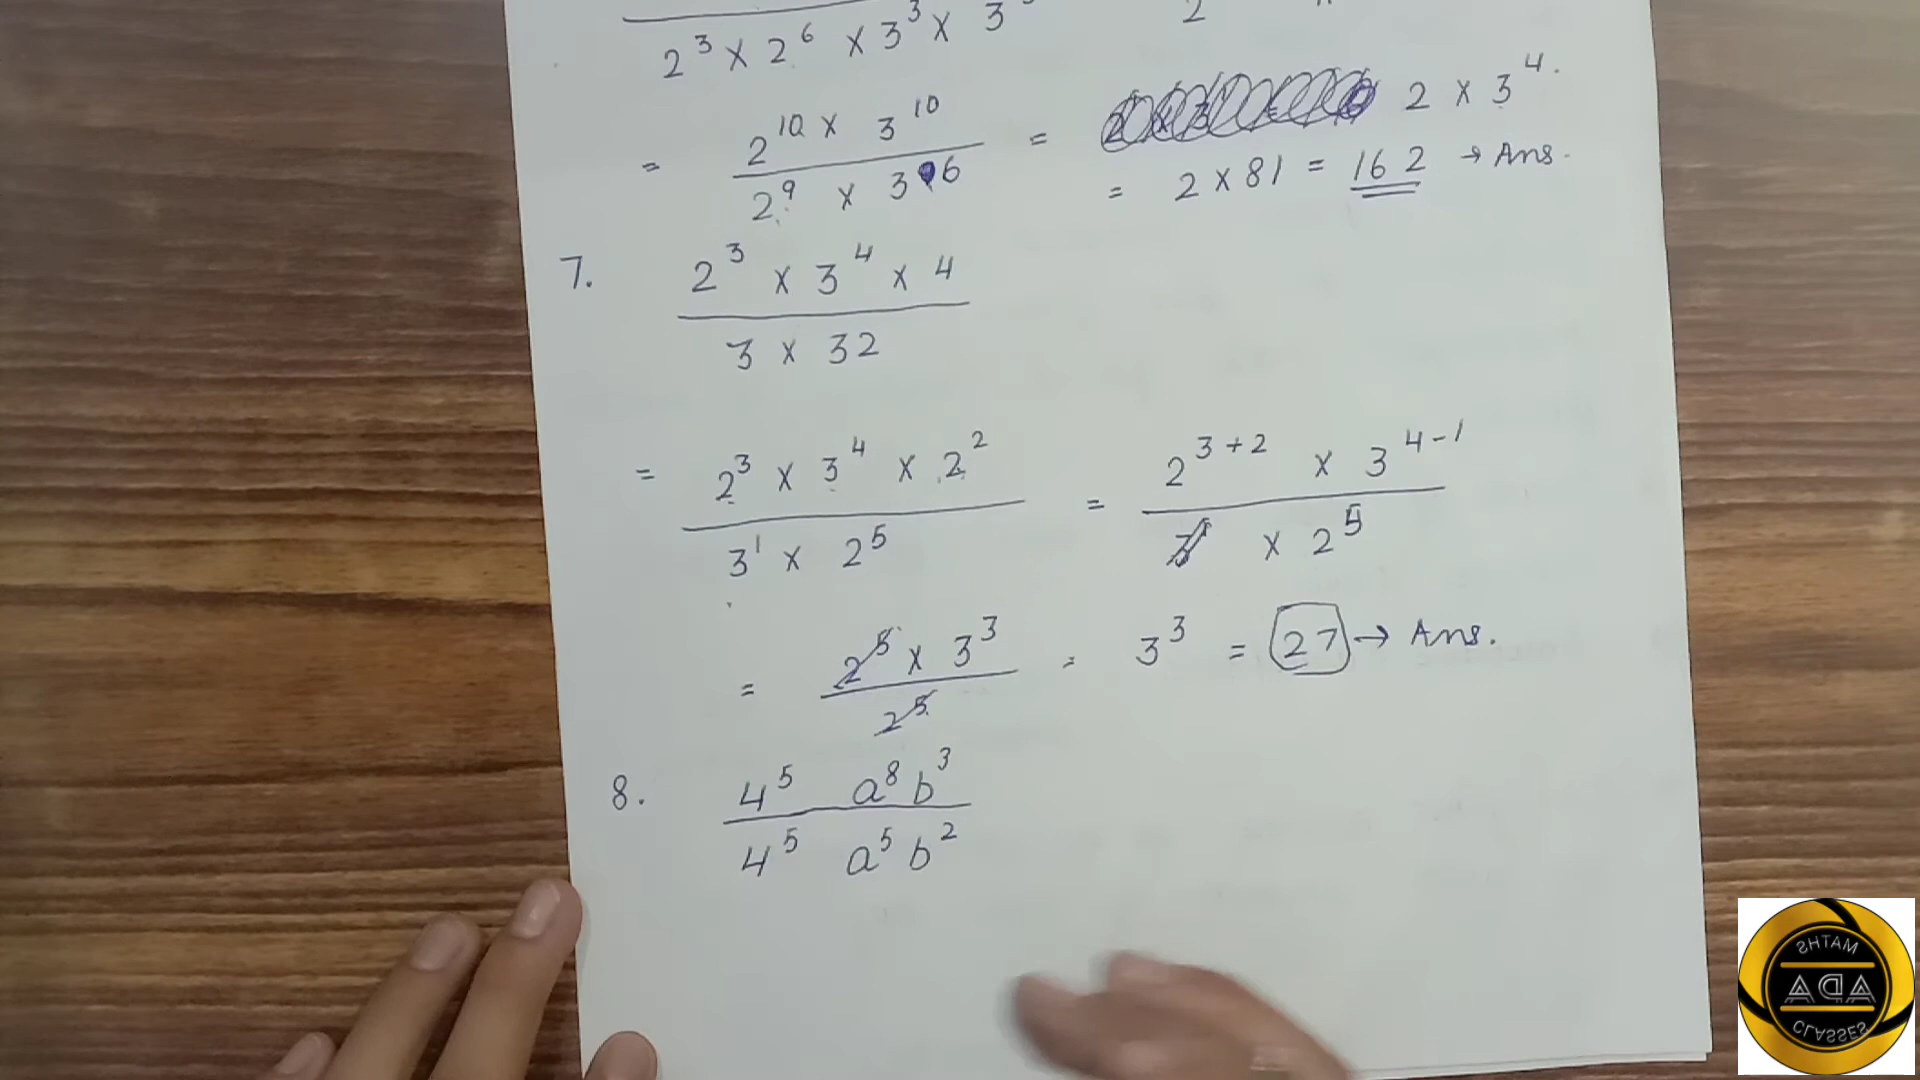 2³ x 2⁶ x 3³ x 3 2
= 2¹⁰ x 3¹⁰ / 2⁹ x 3⁶ = 2 x 3⁴.
= 2 x 81 = 162 → Ans.
7. 2³ x 3⁴ x 4 / 3 x 32
= 2³ x 3⁴ x 2² / 3¹ x 2⁵ = 2³⁺² x 3⁴⁻¹ / 3¹ x 2⁵
= 2⁵ x 3³ / 2⁵ = 3³ = 27 → Ans.
8. 4⁵ a⁸ b³ / 4⁵ a⁵ b²
MATHS
ADA
CLASSES